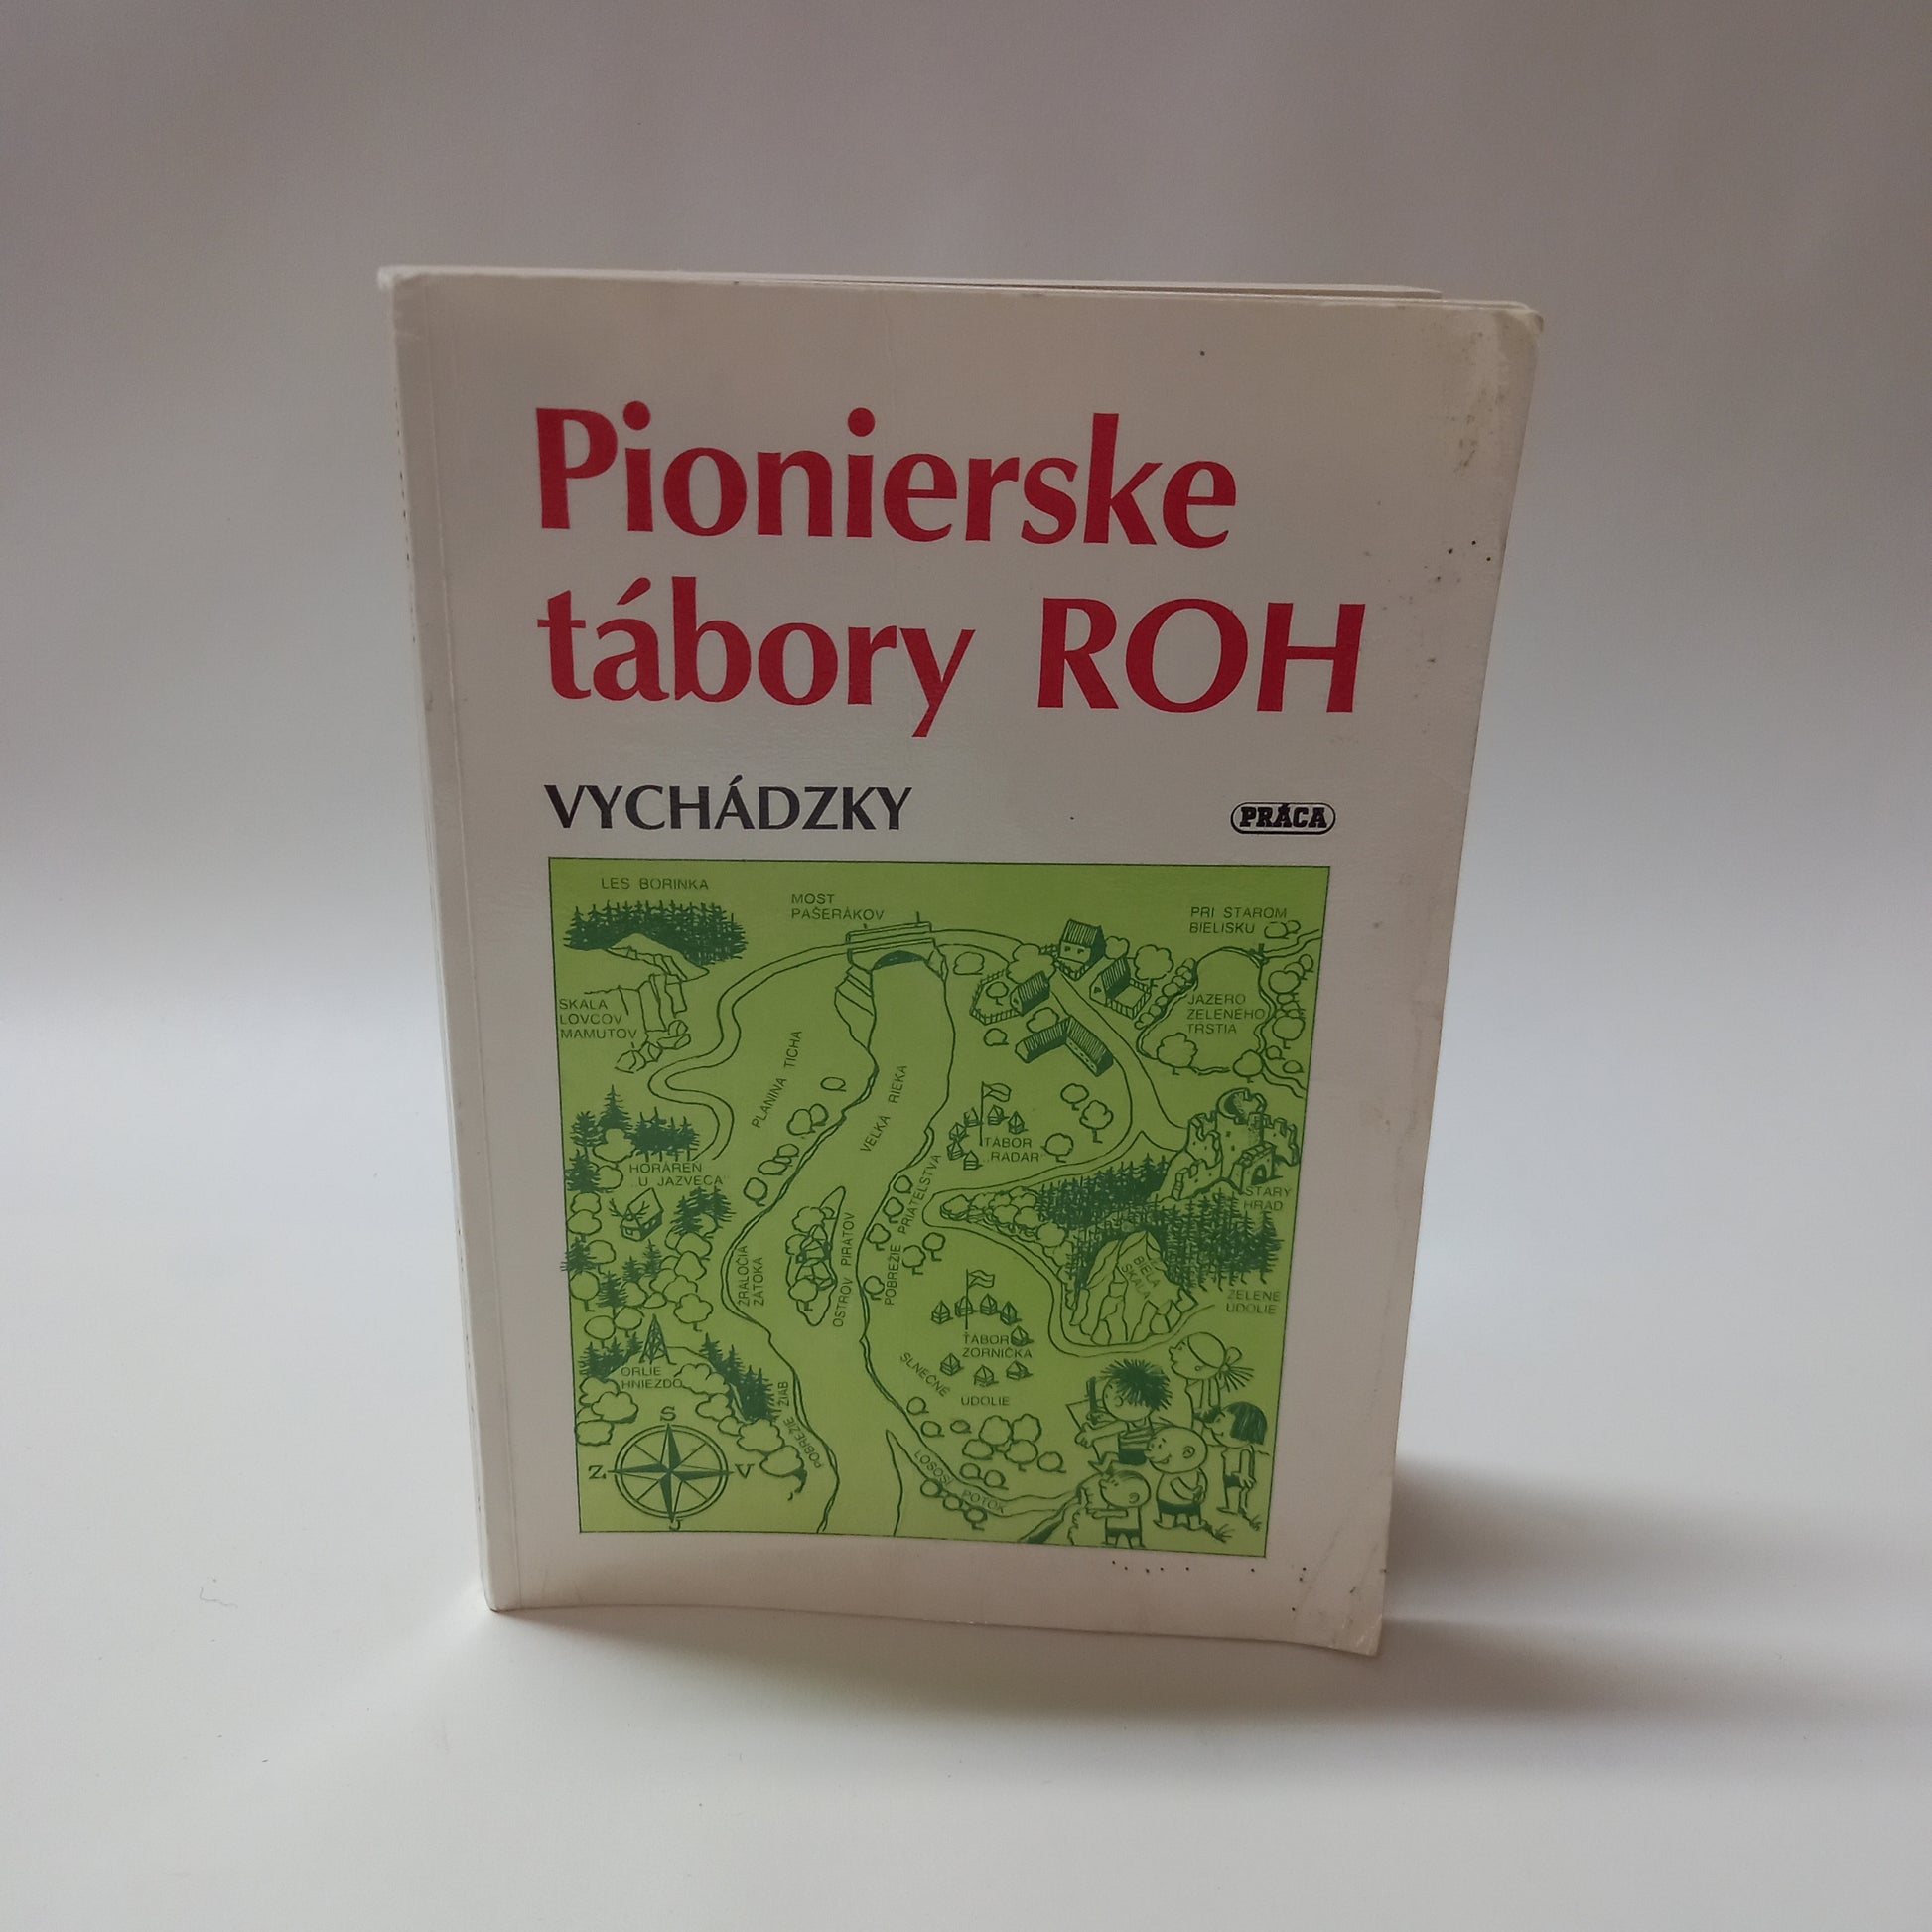 Pionierske
tábory ROH
VYCHÁDZKY
PRÁCA
LES BORINKA
MOST
PAŠERÁKOV
PRI STAROM
BIELISKU
SKALA
LOVCOV
MAMUTOV
JAZERO
ZELENÉHO
TŔSTIA
PLANINA TICHA
VEĽKÁ RIEKA
TÁBOR
„RADAR“
HORÁREŇ
„U JAZVECA“
STARÝ
HRAD
POBREŽIE PRIATEĽSTVA
OSTROV PIRÁTOV
ŽRALOČIA
ZÁTOKA
BIELA
SKALA
ZELENÉ
ÚDOLIE
TÁBOR
ZORNIČKA
SLNEČNÉ
ÚDOLIE
ORLIE
HNIEZDO
POBREŽIE ŽIAB
LOSOSÍ
POTOK
S
Z
V
J